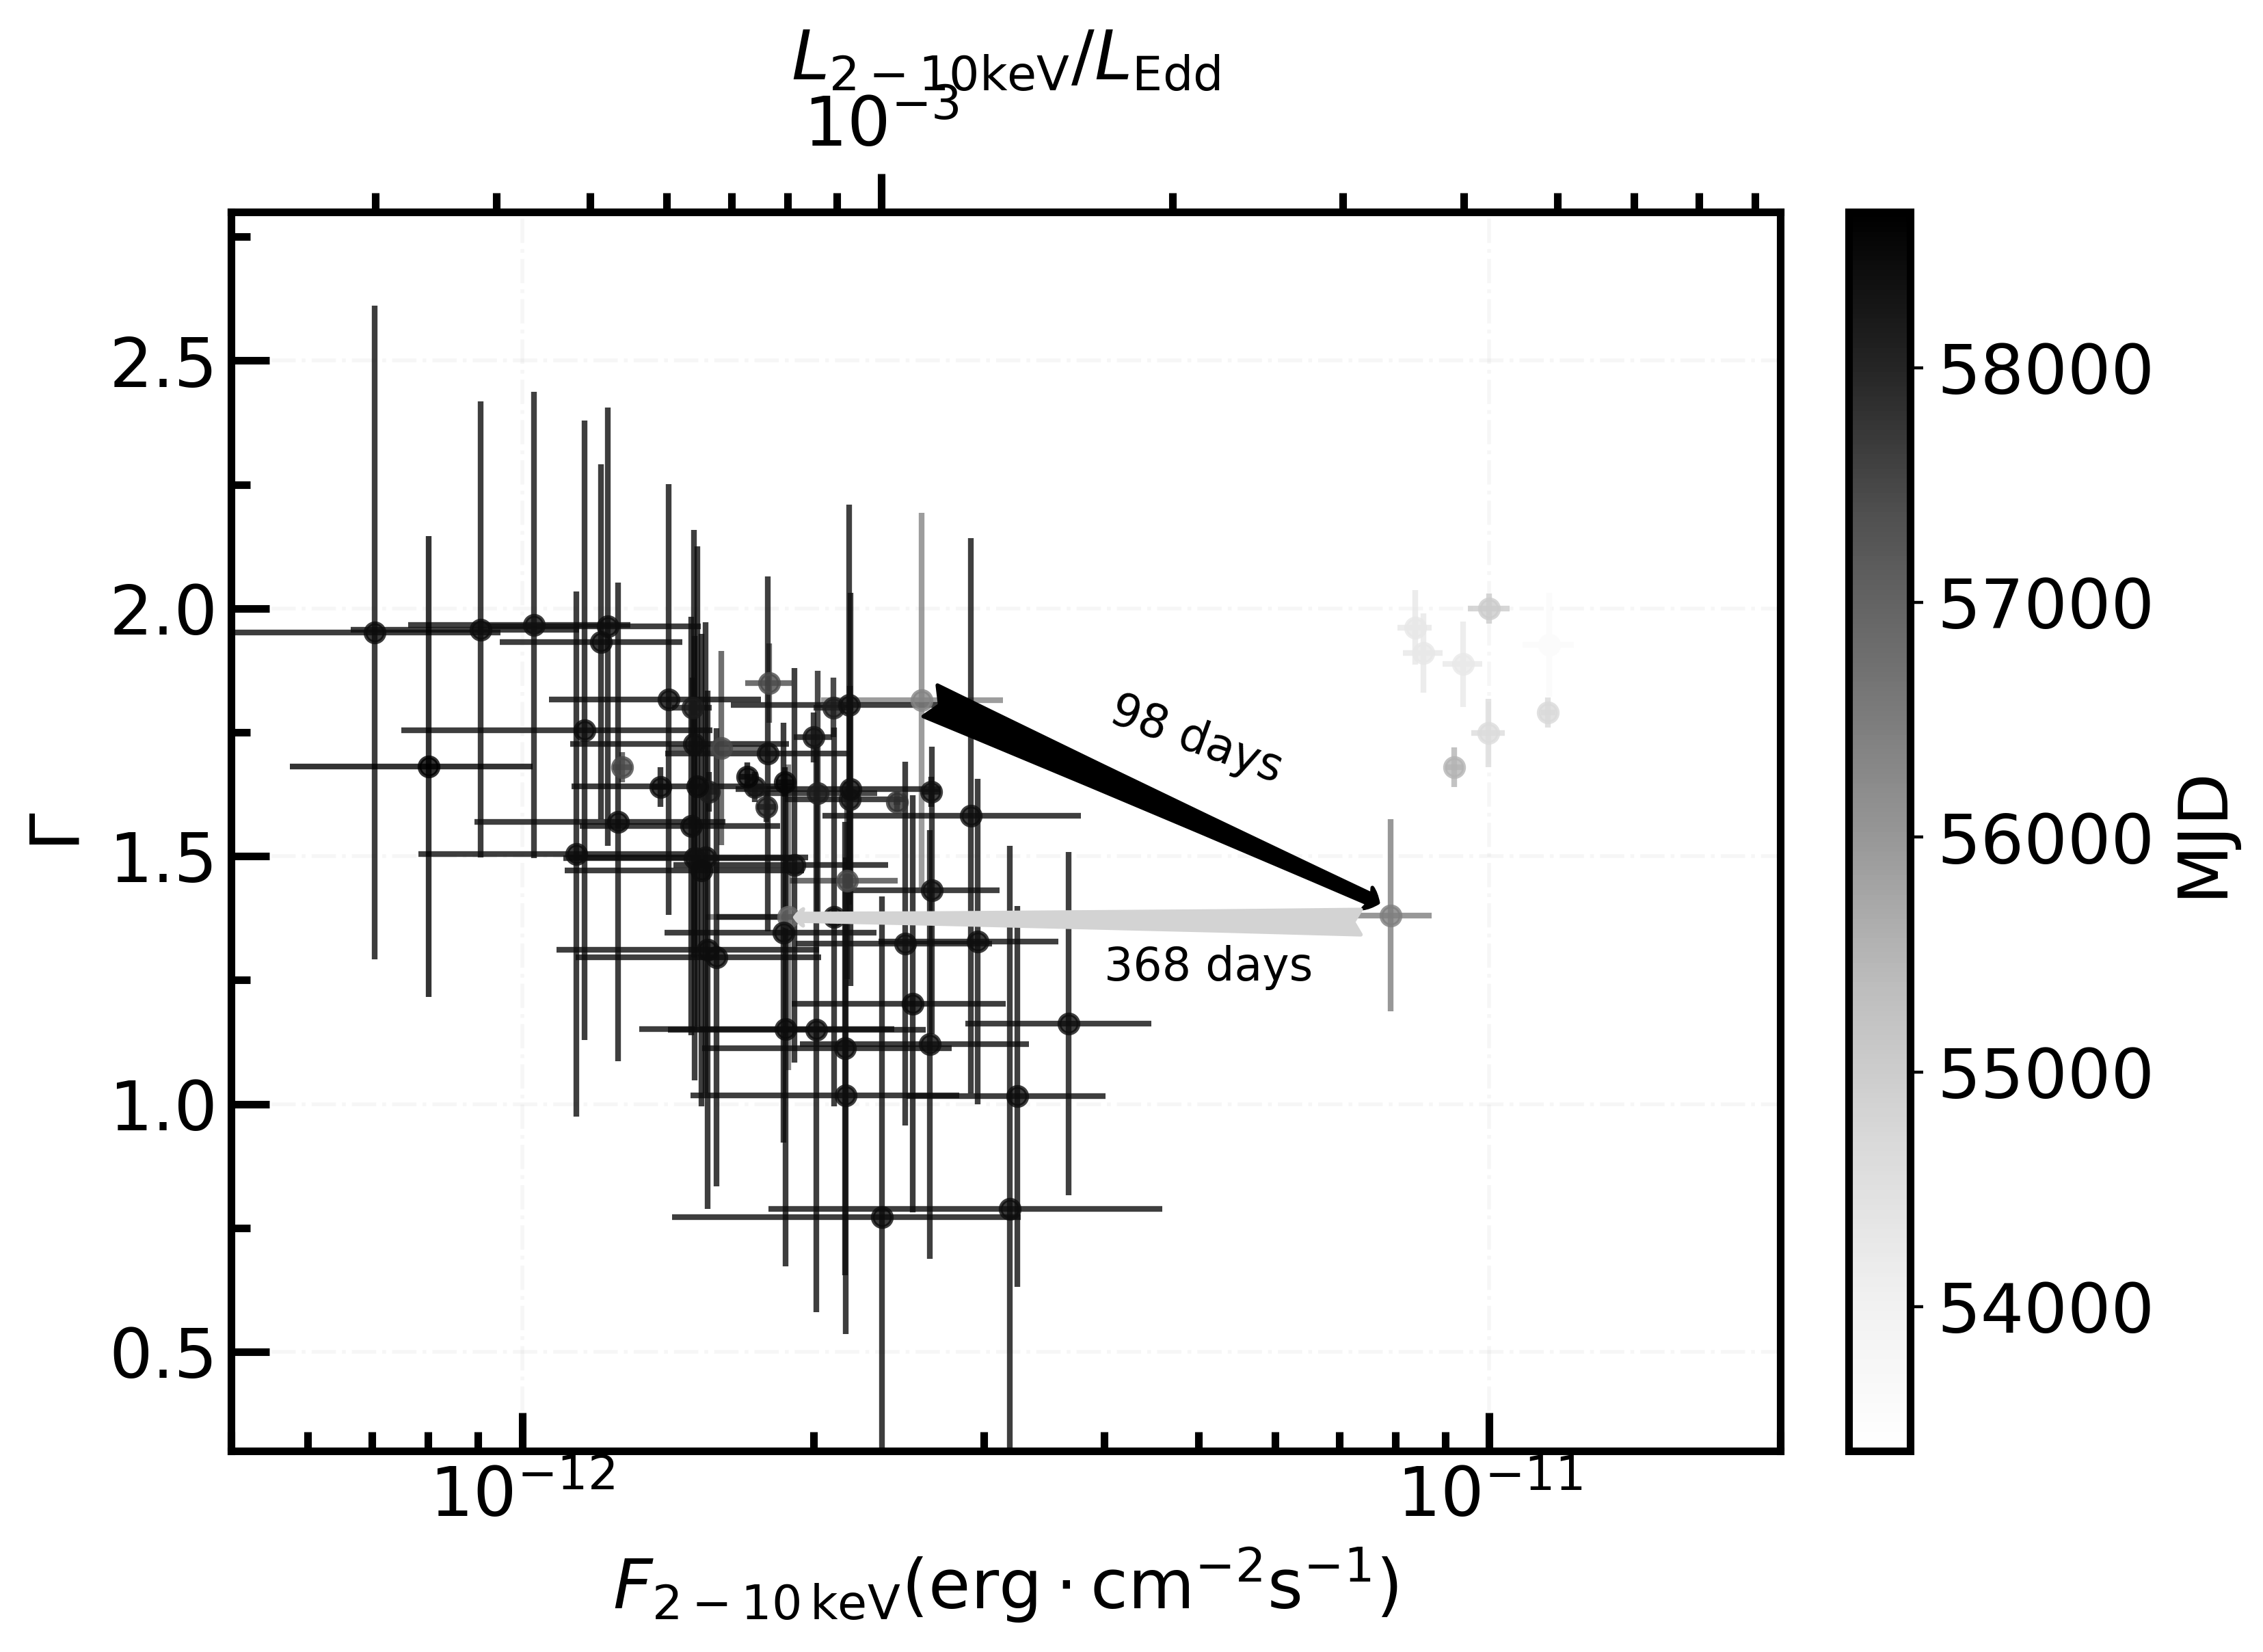 L2−10keV/LEdd
10−3
2.5
2.0
1.5
1.0
0.5
Γ
98 days
368 days
10−12
10−11
F2−10 keV(erg·cm−2s−1)
58000
57000
56000
55000
54000
MJD